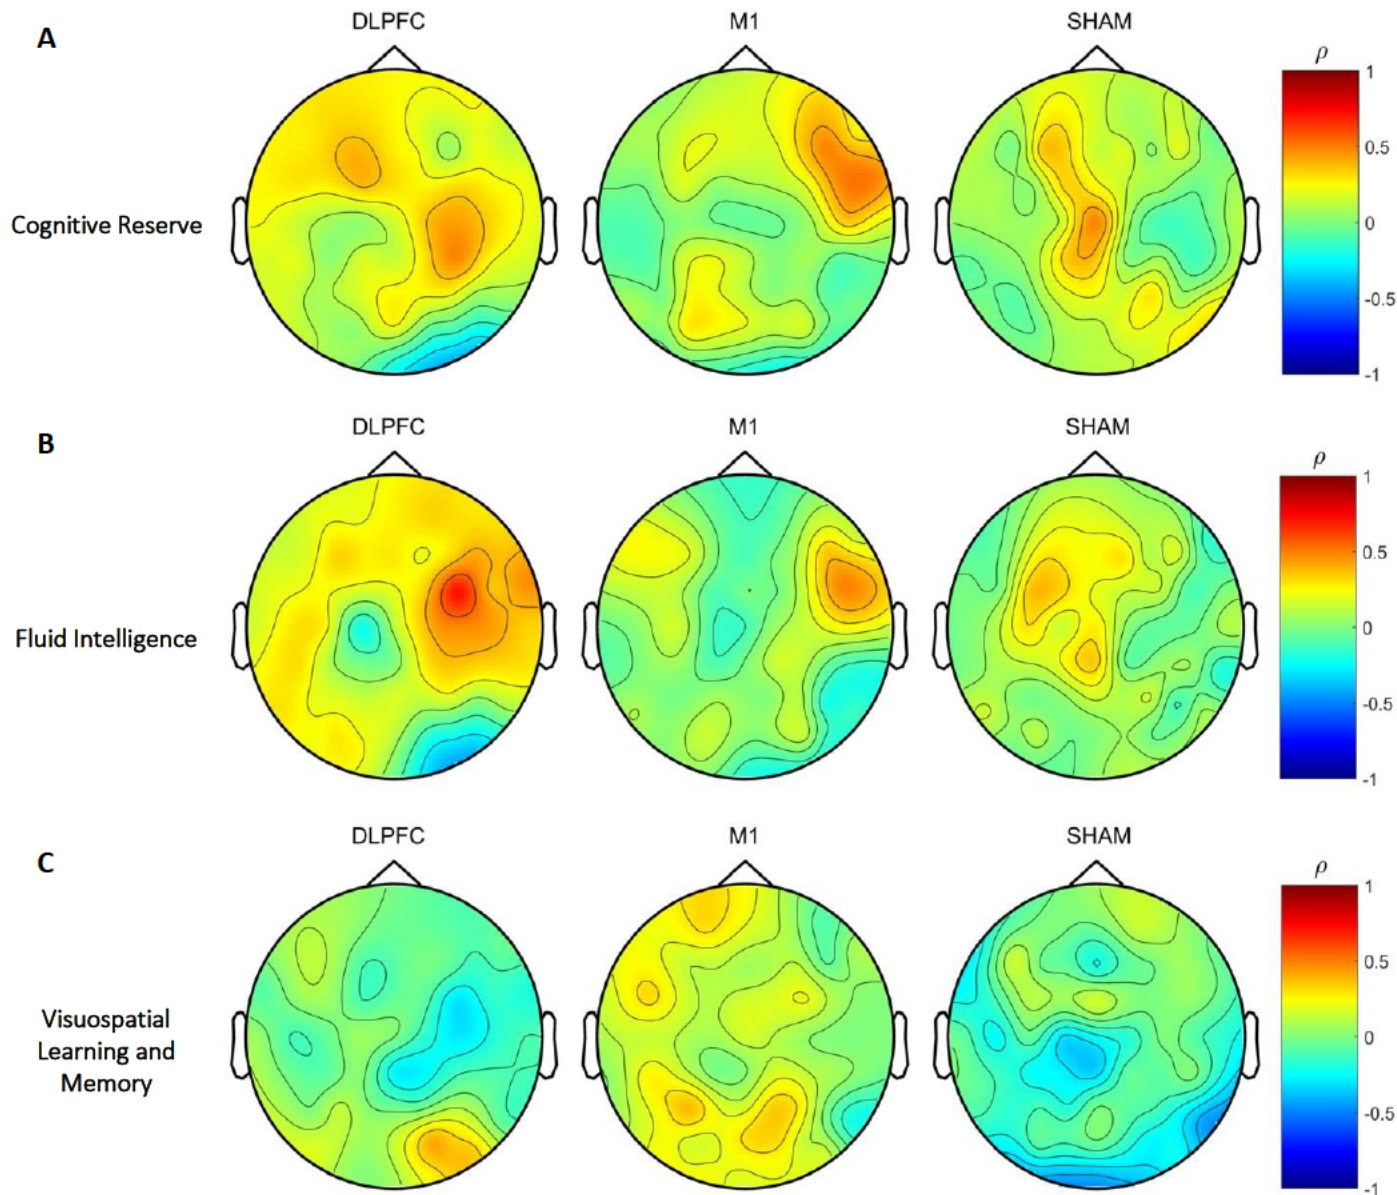 A
DLPFC
M1
SHAM
ρ
1
0.5
0
-0.5
-1
Cognitive Reserve
B
DLPFC
M1
SHAM
ρ
1
0.5
0
-0.5
-1
Fluid Intelligence
C
DLPFC
M1
SHAM
ρ
1
0.5
0
-0.5
-1
Visuospatial
Learning and
Memory